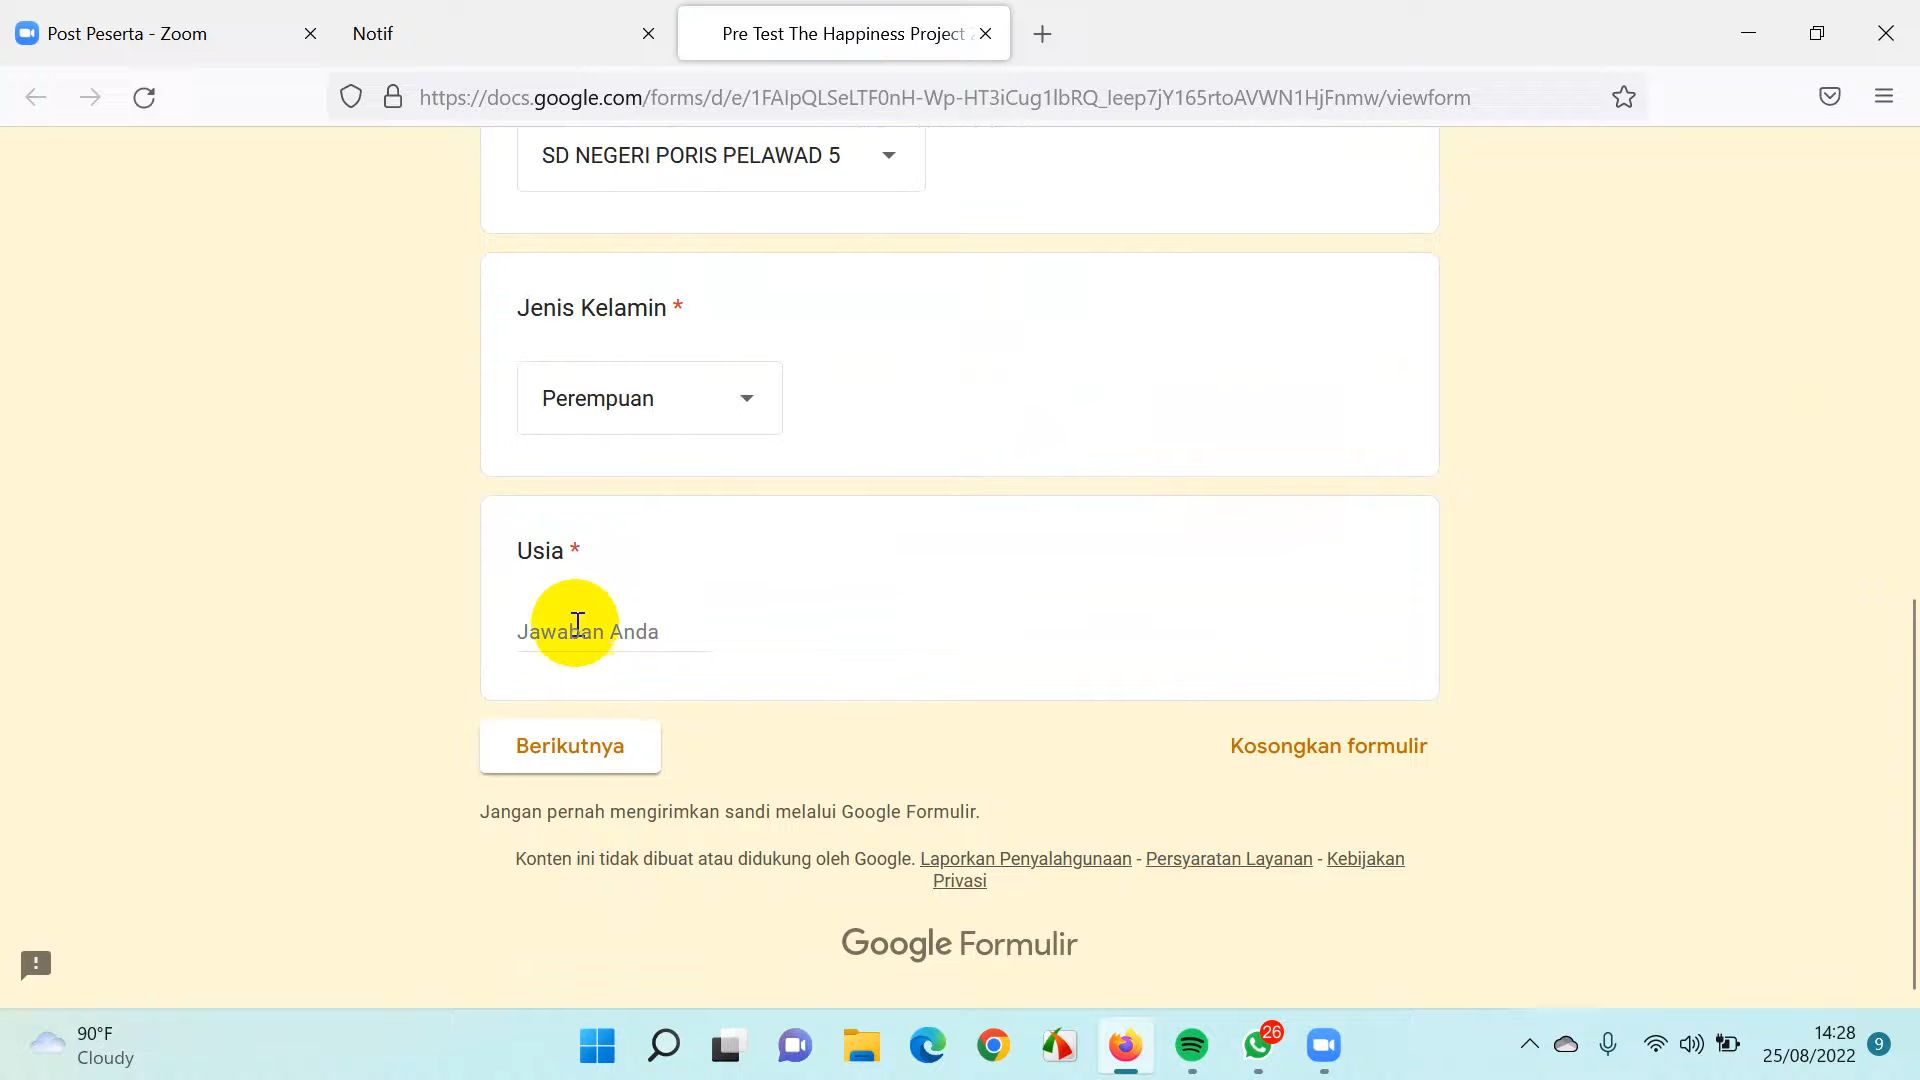 Post Peserta - Zoom
Notif
Pre Test The Happiness Project
https://docs.google.com/forms/d/e/1FAIpQLSeLTF0nH-Wp-HT3iCug1lbRQ_Ieep7jY165rtoAVWN1HjFnmw/viewform
SD NEGERI PORIS PELAWAD 5
Jenis Kelamin *
Perempuan
Usia *
Jawaban Anda
Berikutnya
Kosongkan formulir
Jangan pernah mengirimkan sandi melalui Google Formulir.
Konten ini tidak dibuat atau didukung oleh Google. Laporkan Penyalahgunaan - Persyaratan Layanan - Kebijakan
Privasi
Google Formulir
90°F
Cloudy
26
14:28
25/08/2022
9